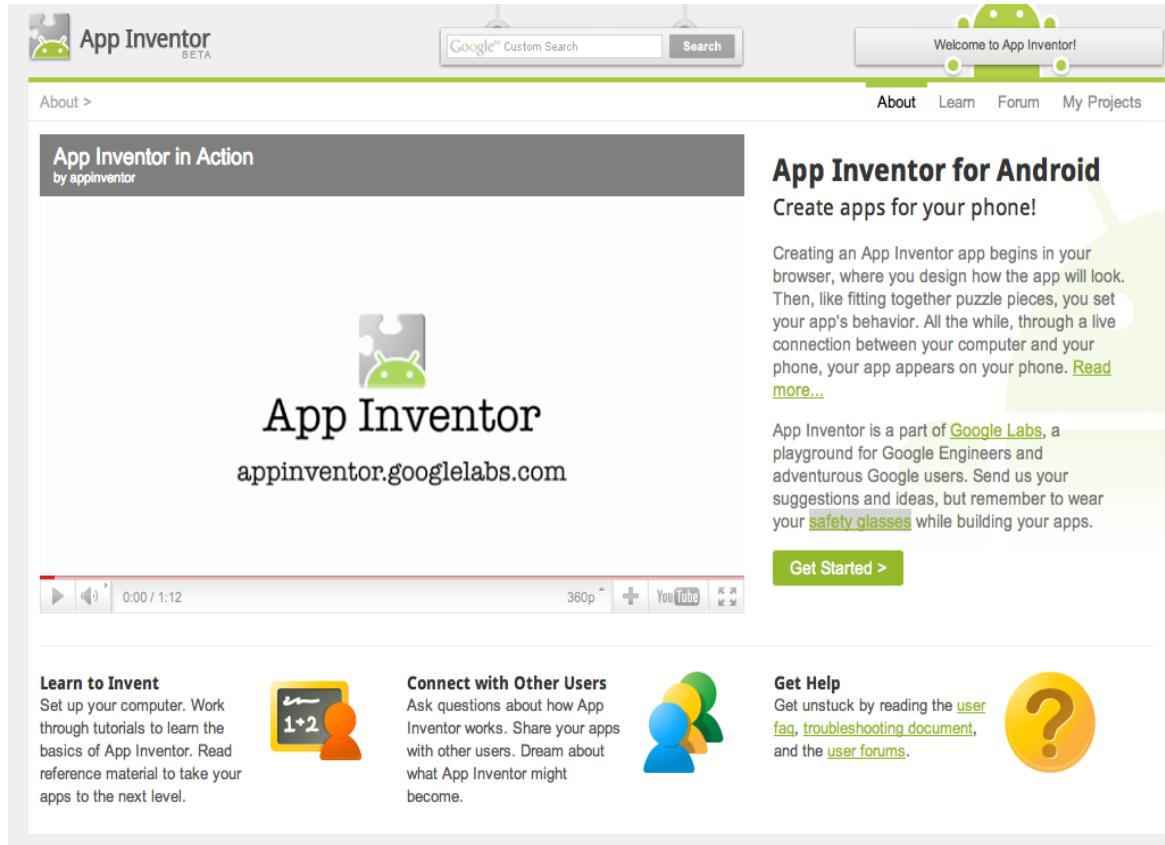 App Inventor
BETA
Google™ Custom Search
Search
Welcome to App Inventor!
About >
About
Learn
Forum
My Projects
App Inventor in Action
by appinventor
App Inventor
appinventor.googlelabs.com
0:00 / 1:12
360p
YouTube
App Inventor for Android
Create apps for your phone!
Creating an App Inventor app begins in your
browser, where you design how the app will look.
Then, like fitting together puzzle pieces, you set
your app's behavior. All the while, through a live
connection between your computer and your
phone, your app appears on your phone. Read
more...
App Inventor is a part of Google Labs, a
playground for Google Engineers and
adventurous Google users. Send us your
suggestions and ideas, but remember to wear
your safety glasses while building your apps.
Get Started >
Learn to Invent
Set up your computer. Work
through tutorials to learn the
basics of App Inventor. Read
reference material to take your
apps to the next level.
1+2
Connect with Other Users
Ask questions about how App
Inventor works. Share your apps
with other users. Dream about
what App Inventor might
become.
Get Help
Get unstuck by reading the user
faq, troubleshooting document,
and the user forums.
?